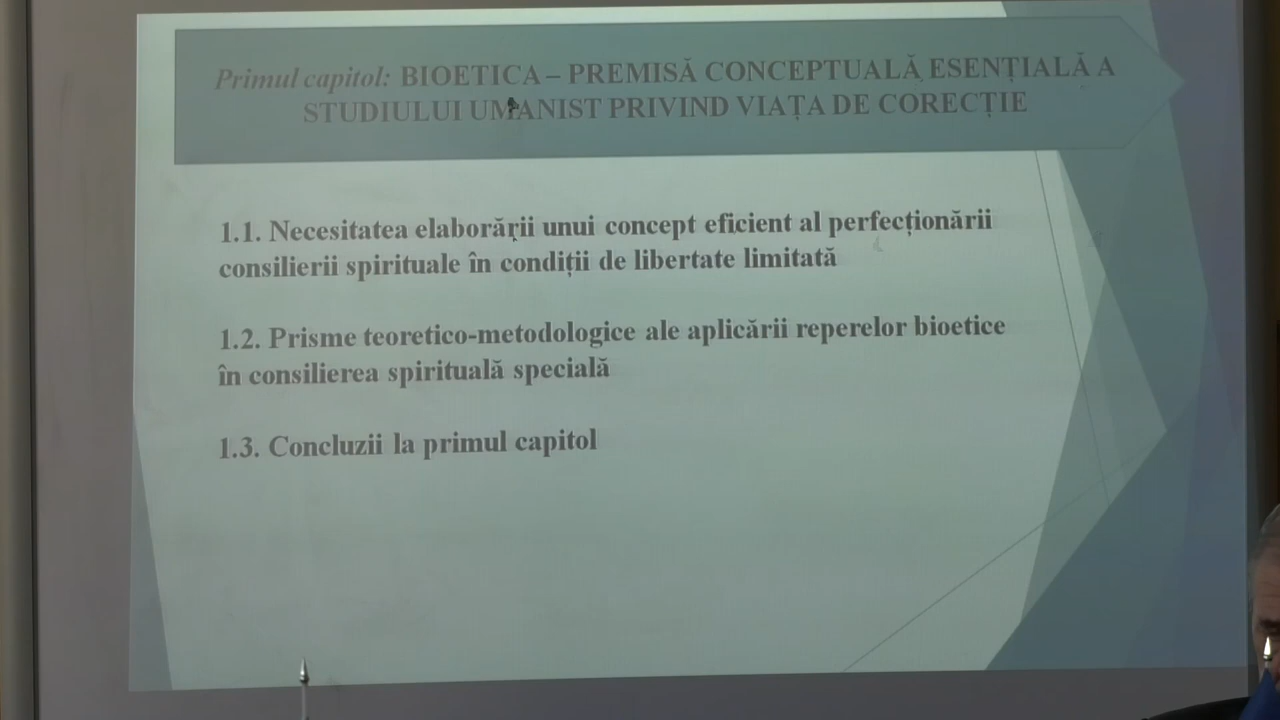 Primul capitol: BIOETICA – PREMISĂ CONCEPTUALĂ ESENȚIALĂ A
STUDIULUI UMANIST PRIVIND VIAȚA DE CORECȚIE
1.1. Necesitatea elaborării unui concept eficient al perfecționării
consilierii spirituale în condiții de libertate limitată
1.2. Prisme teoretico-metodologice ale aplicării reperelor bioetice
în consilierea spirituală specială
1.3. Concluzii la primul capitol